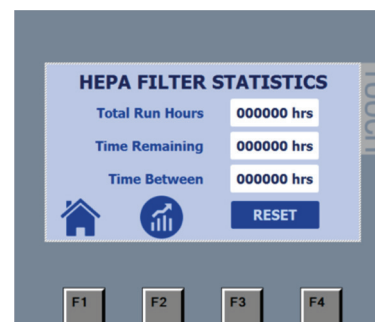 HEPA FILTER STATISTICS
Total Run Hours 000000 hrs
Time Remaining 000000 hrs
Time Between 000000 hrs
RESET
Touch
F1 F2 F3 F4